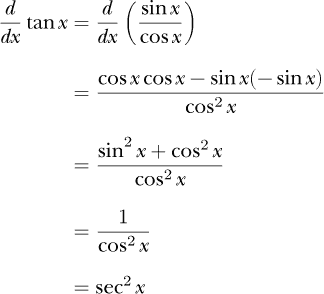 d/dx tan x = d/dx (sin x / cos x)
= cos x cos x − sin x(− sin x) / cos² x
= sin² x + cos² x / cos² x
= 1 / cos² x
= sec² x